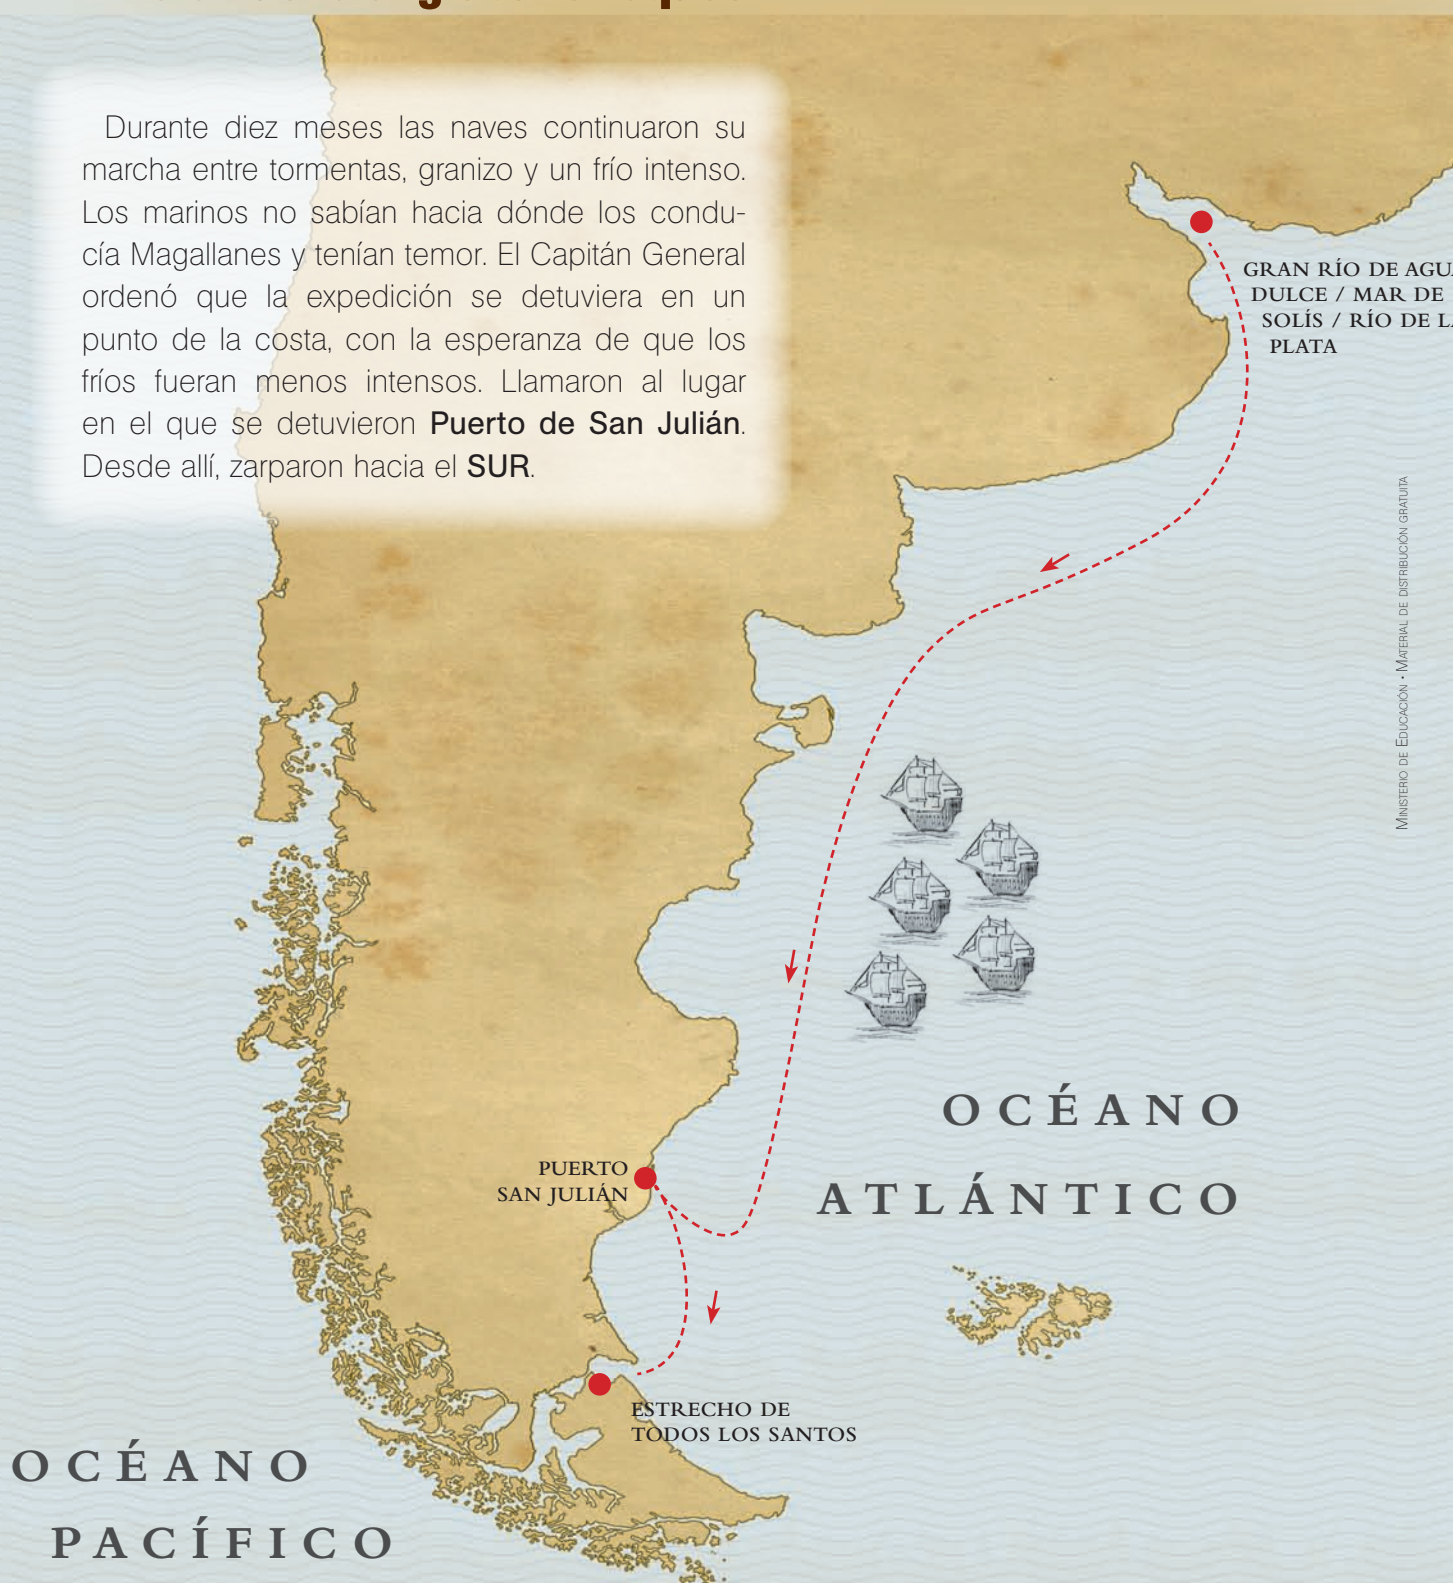 Durante diez meses las naves continuaron su
marcha entre tormentas, granizo y un frío intenso.
Los marinos no sabían hacia dónde los condu-
cía Magallanes y tenían temor. El Capitán General
ordenó que la expedición se detuviera en un
punto de la costa, con la esperanza de que los
fríos fueran menos intensos. Llamaron al lugar
en el que se detuvieron Puerto de San Julián.
Desde allí, zarparon hacia el SUR.
GRAN RÍO DE AGUA
DULCE / MAR DE
SOLÍS / RÍO DE LA
PLATA
MINISTERIO DE EDUCACIÓN • MATERIAL DE DISTRIBUCIÓN GRATUITA
OCÉANO
ATLÁNTICO
PUERTO
SAN JULIÁN
ESTRECHO DE
TODOS LOS SANTOS
OCÉANO
PACÍFICO